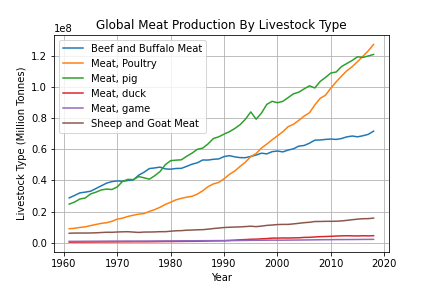 Global Meat Production By Livestock Type
1e8
1.2
1.0
0.8
0.6
0.4
0.2
0.0
Livestock Type (Million Tonnes)
Beef and Buffalo Meat
Meat, Poultry
Meat, pig
Meat, duck
Meat, game
Sheep and Goat Meat
1960 1970 1980 1990 2000 2010 2020
Year